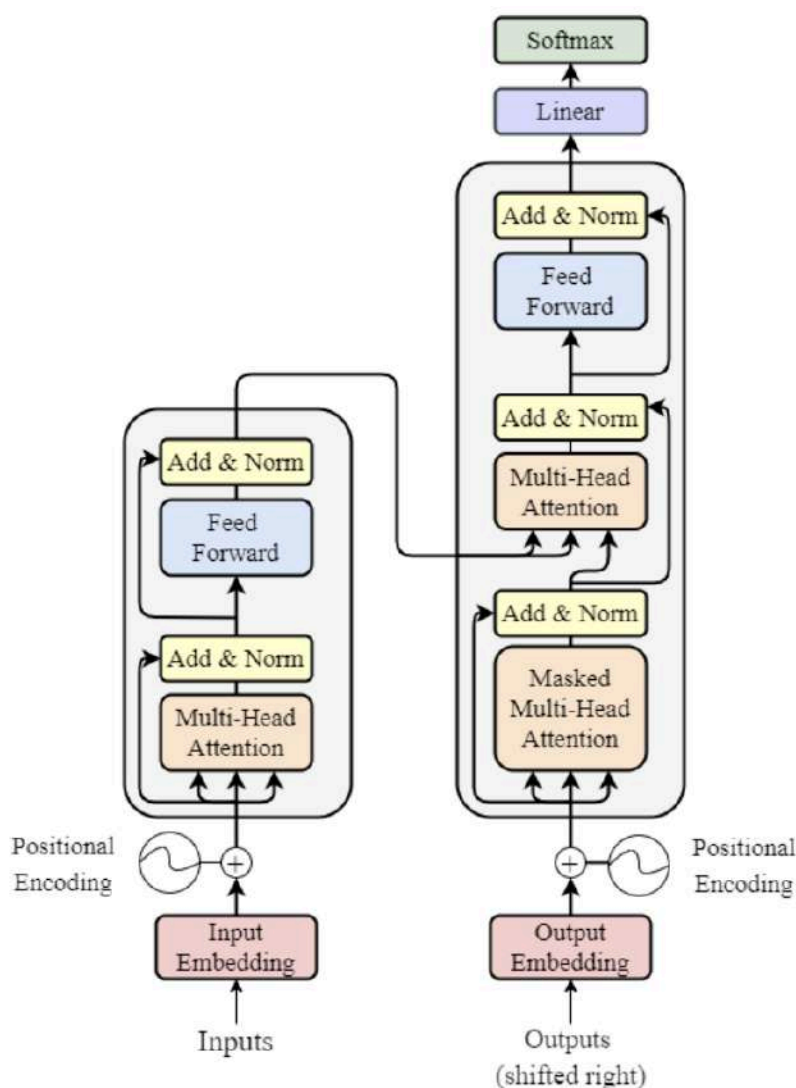 Softmax
Linear
Add & Norm
Feed
Forward
Add & Norm
Multi-Head
Attention
Add & Norm
Masked
Multi-Head
Attention
Add & Norm
Feed
Forward
Add & Norm
Multi-Head
Attention
Positional
Encoding
Positional
Encoding
Input
Embedding
Output
Embedding
Inputs
Outputs
(shifted right)